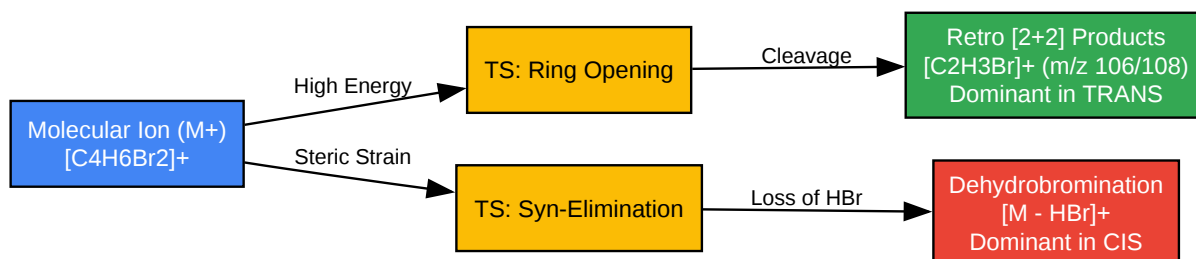 High Energy
Steric Strain
Cleavage
Loss of HBr
Molecular Ion (M+)
[C4H6Br2]+
TS: Ring Opening
TS: Syn-Elimination
Retro [2+2] Products
[C2H3Br]+ (m/z 106/108)
Dominant in TRANS
Dehydrobromination
[M - HBr]+
Dominant in CIS